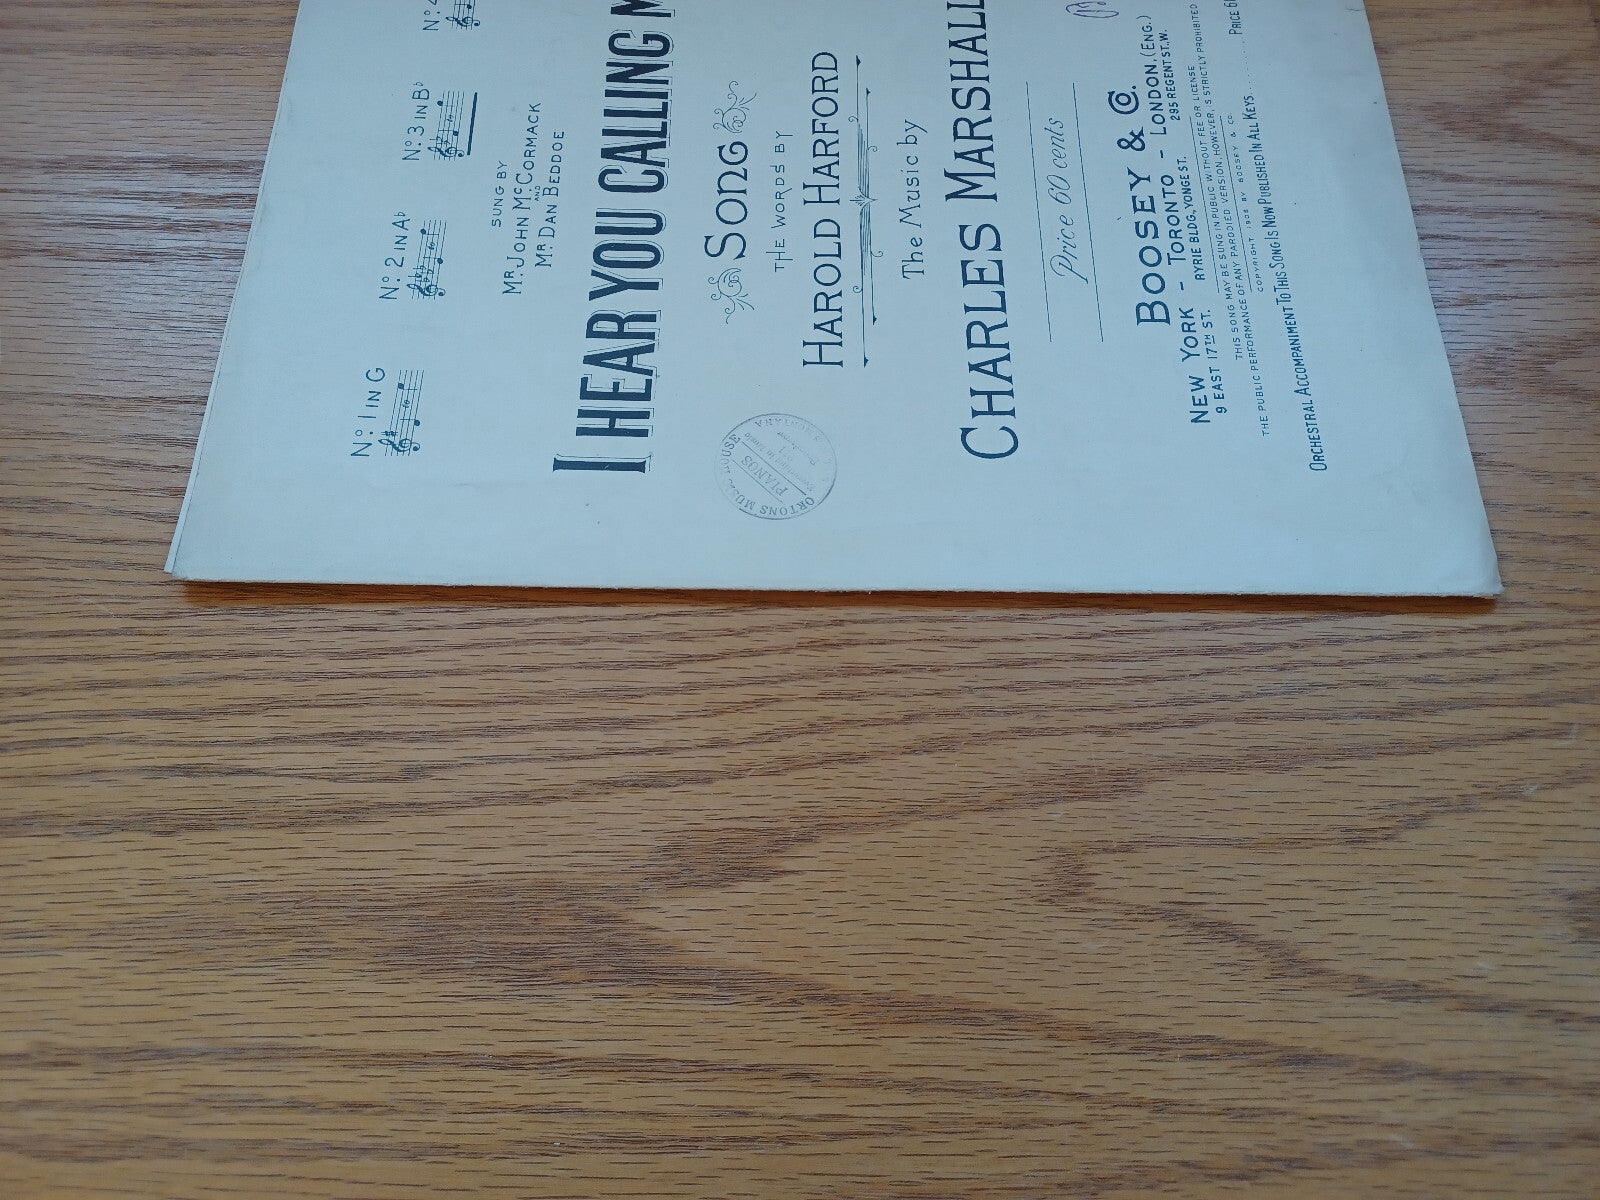 No. 1 IN G
No. 2 IN A♭
No. 3 IN B♭
No. 4
SUNG BY
MR. JOHN McCORMACK
AND
MR. DAN BEDDOE
I HEAR YOU CALLING
SONG
THE WORDS BY
HAROLD HARFORD
The Music by
CHARLES MARSHALL
Price 60 cents
BOOSEY & Co.
NEW YORK - TORONTO - LONDON, (ENG.)
9 EAST 17TH ST. RYRIE BLDG, YONGE ST. 295 REGENT ST. W.
THIS SONG MAY BE SUNG IN PUBLIC WITHOUT FEE OR LICENSE
THE PUBLIC PERFORMANCE OF ANY PARODIED VERSION, HOWEVER, IS STRICTLY PROHIBITED
COPYRIGHT 1908 BY BOOSEY & CO.
ORCHESTRAL ACCOMPANIMENT TO THIS SONG IS NOW PUBLISHED IN ALL KEYS........PRICE
ORTONS MUSIC HOUSE
PIANOS
MONTANA